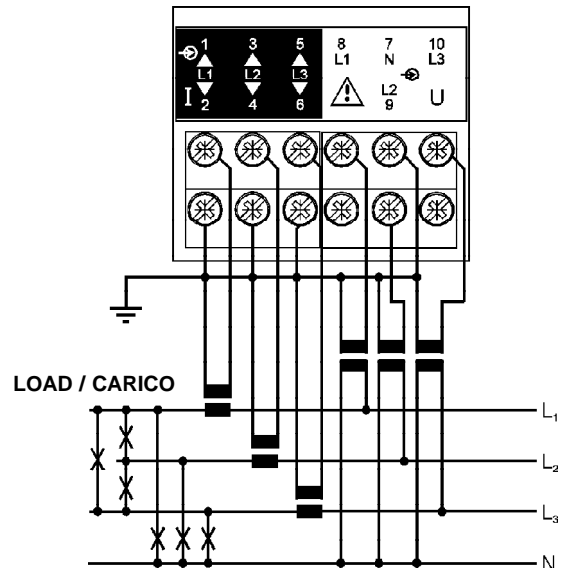 1 3 5 8 7 10
L1 N L3
L1 L2 L3
L2
I 2 4 6 9 U
LOAD / CARICO
L1
L2
L3
N